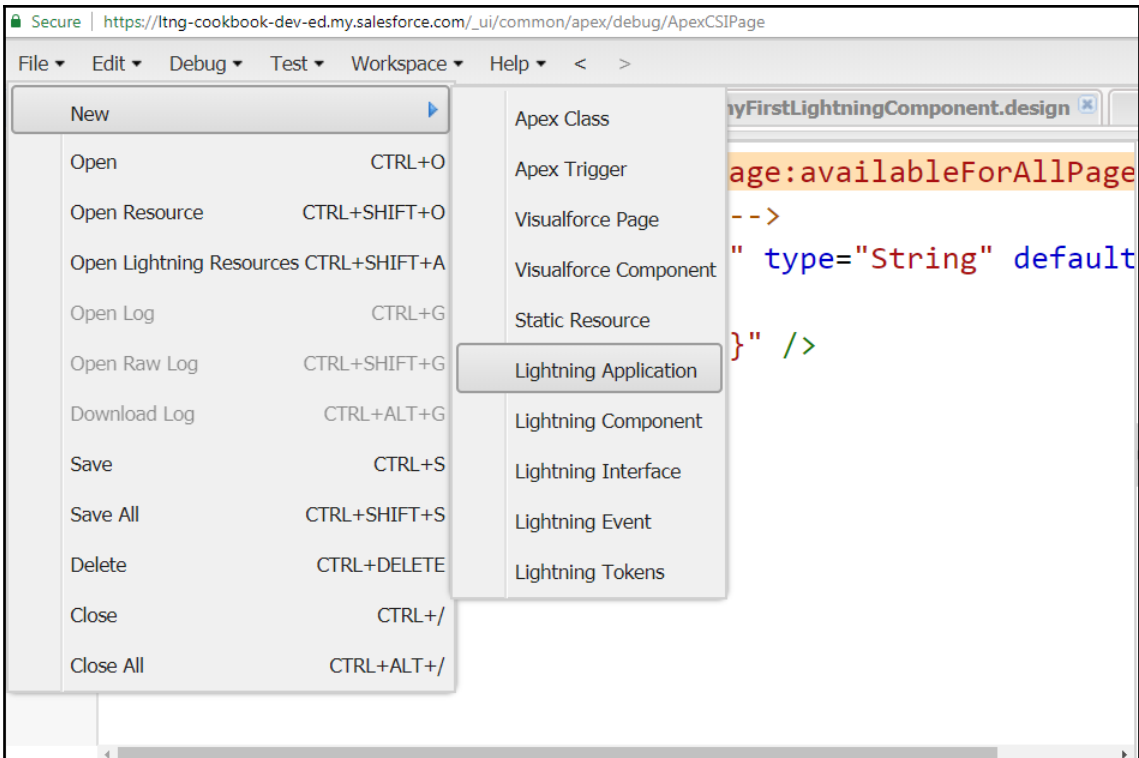 Secure | https://ltng-cookbook-dev-ed.my.salesforce.com/_ui/common/apex/debug/ApexCSIPage
File Edit Debug Test Workspace Help < >
New
Open CTRL+O
Open Resource CTRL+SHIFT+O
Open Lightning Resources CTRL+SHIFT+A
Open Log CTRL+G
Open Raw Log CTRL+SHIFT+G
Download Log CTRL+ALT+G
Save CTRL+S
Save All CTRL+SHIFT+S
Delete CTRL+DELETE
Close CTRL+/
Close All CTRL+ALT+/
Apex Class
Apex Trigger
Visualforce Page
Visualforce Component
Static Resource
Lightning Application
Lightning Component
Lightning Interface
Lightning Event
Lightning Tokens
nyFirstLightningComponent.design
age:availableForAllPage
-->
" type="String" default
}" />